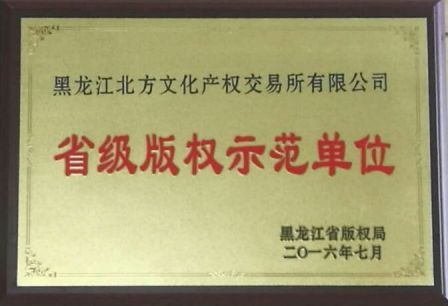 黑龙江北方文化产权交易所有限公司
省级版权示范单位
黑龙江省版权局
二〇一六年七月